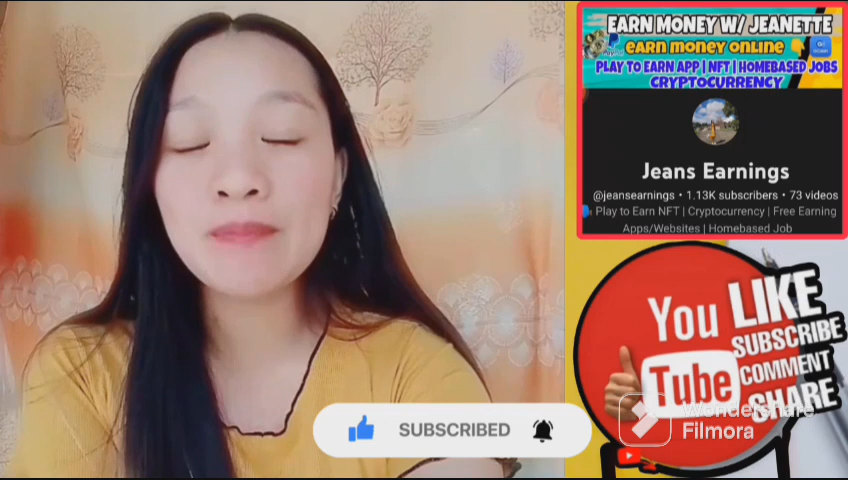 EARN MONEY W/ JEANETTE
EARN MONEY ONLINE
PLAY TO EARN APP | NFT | HOMEBASED JOBS
CRYPTOCURRENCY
Jeans Earnings
@jeansearnings • 1.13K subscribers • 73 videos
Play to Earn NFT | Cryptocurrency | Free Earning
Apps/Websites | Homebased Job
You Tube
LIKE
SUBSCRIBE
COMMENT
SHARE
Wondershare
Filmora
SUBSCRIBED